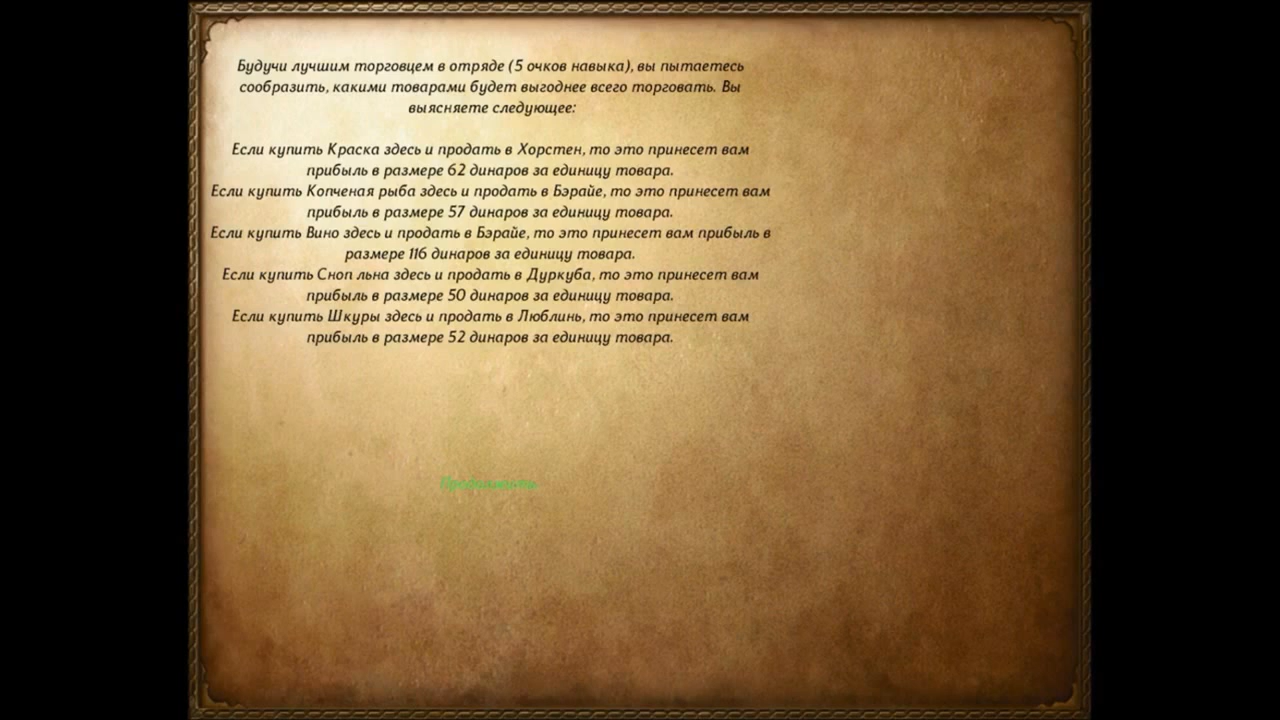 Будучи лучшим торговцем в отряде (5 очков навыка), вы пытаетесь
сообразить, какими товарами будет выгоднее всего торговать. Вы
выясняете следующее:
Если купить Краска здесь и продать в Хорстен, то это принесет вам
прибыль в размере 62 динаров за единицу товара.
Если купить Копченая рыба здесь и продать в Бэрайе, то это принесет вам
прибыль в размере 57 динаров за единицу товара.
Если купить Вино здесь и продать в Бэрайе, то это принесет вам прибыль в
размере 116 динаров за единицу товара.
Если купить Сноп льна здесь и продать в Дуркуба, то это принесет вам
прибыль в размере 50 динаров за единицу товара.
Если купить Шкуры здесь и продать в Люблинь, то это принесет вам
прибыль в размере 52 динаров за единицу товара.
Продолжить